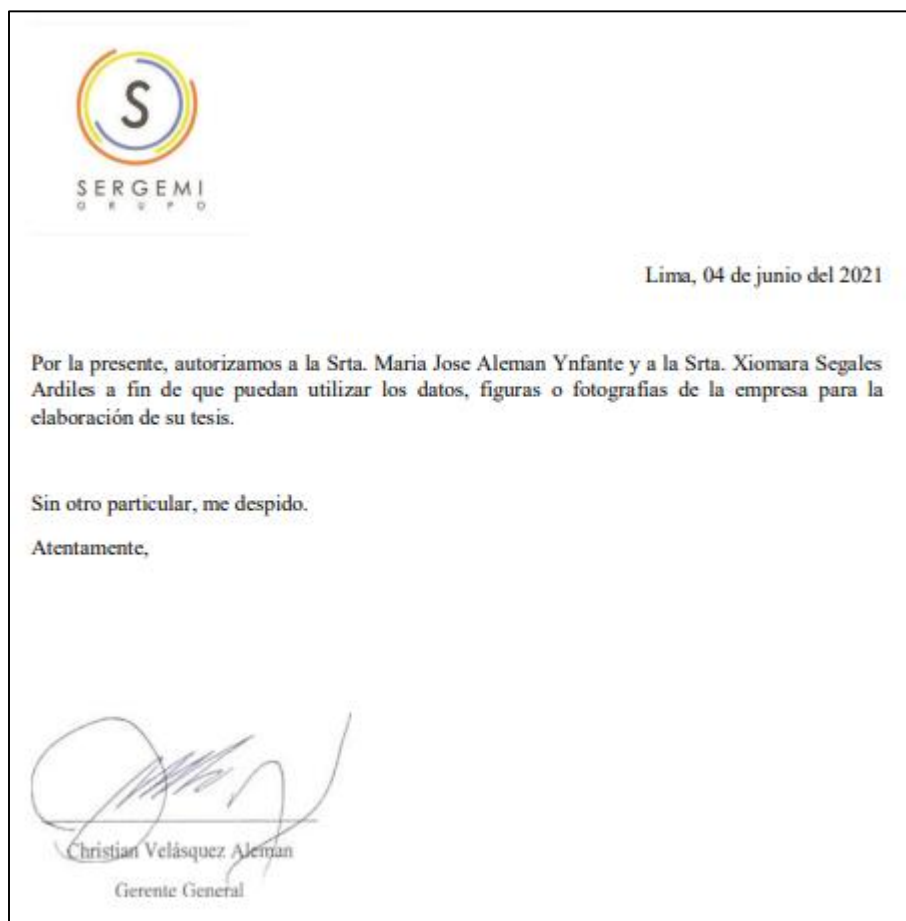 S
SERGEMI
GRUPO
Lima, 04 de junio del 2021
Por la presente, autorizamos a la Srta. Maria Jose Aleman Ynfante y a la Srta. Xiomara Segales
Ardiles a fin de que puedan utilizar los datos, figuras o fotografías de la empresa para la
elaboración de su tesis.
Sin otro particular, me despido.
Atentamente,
Christian Velásquez Aleman
Gerente General